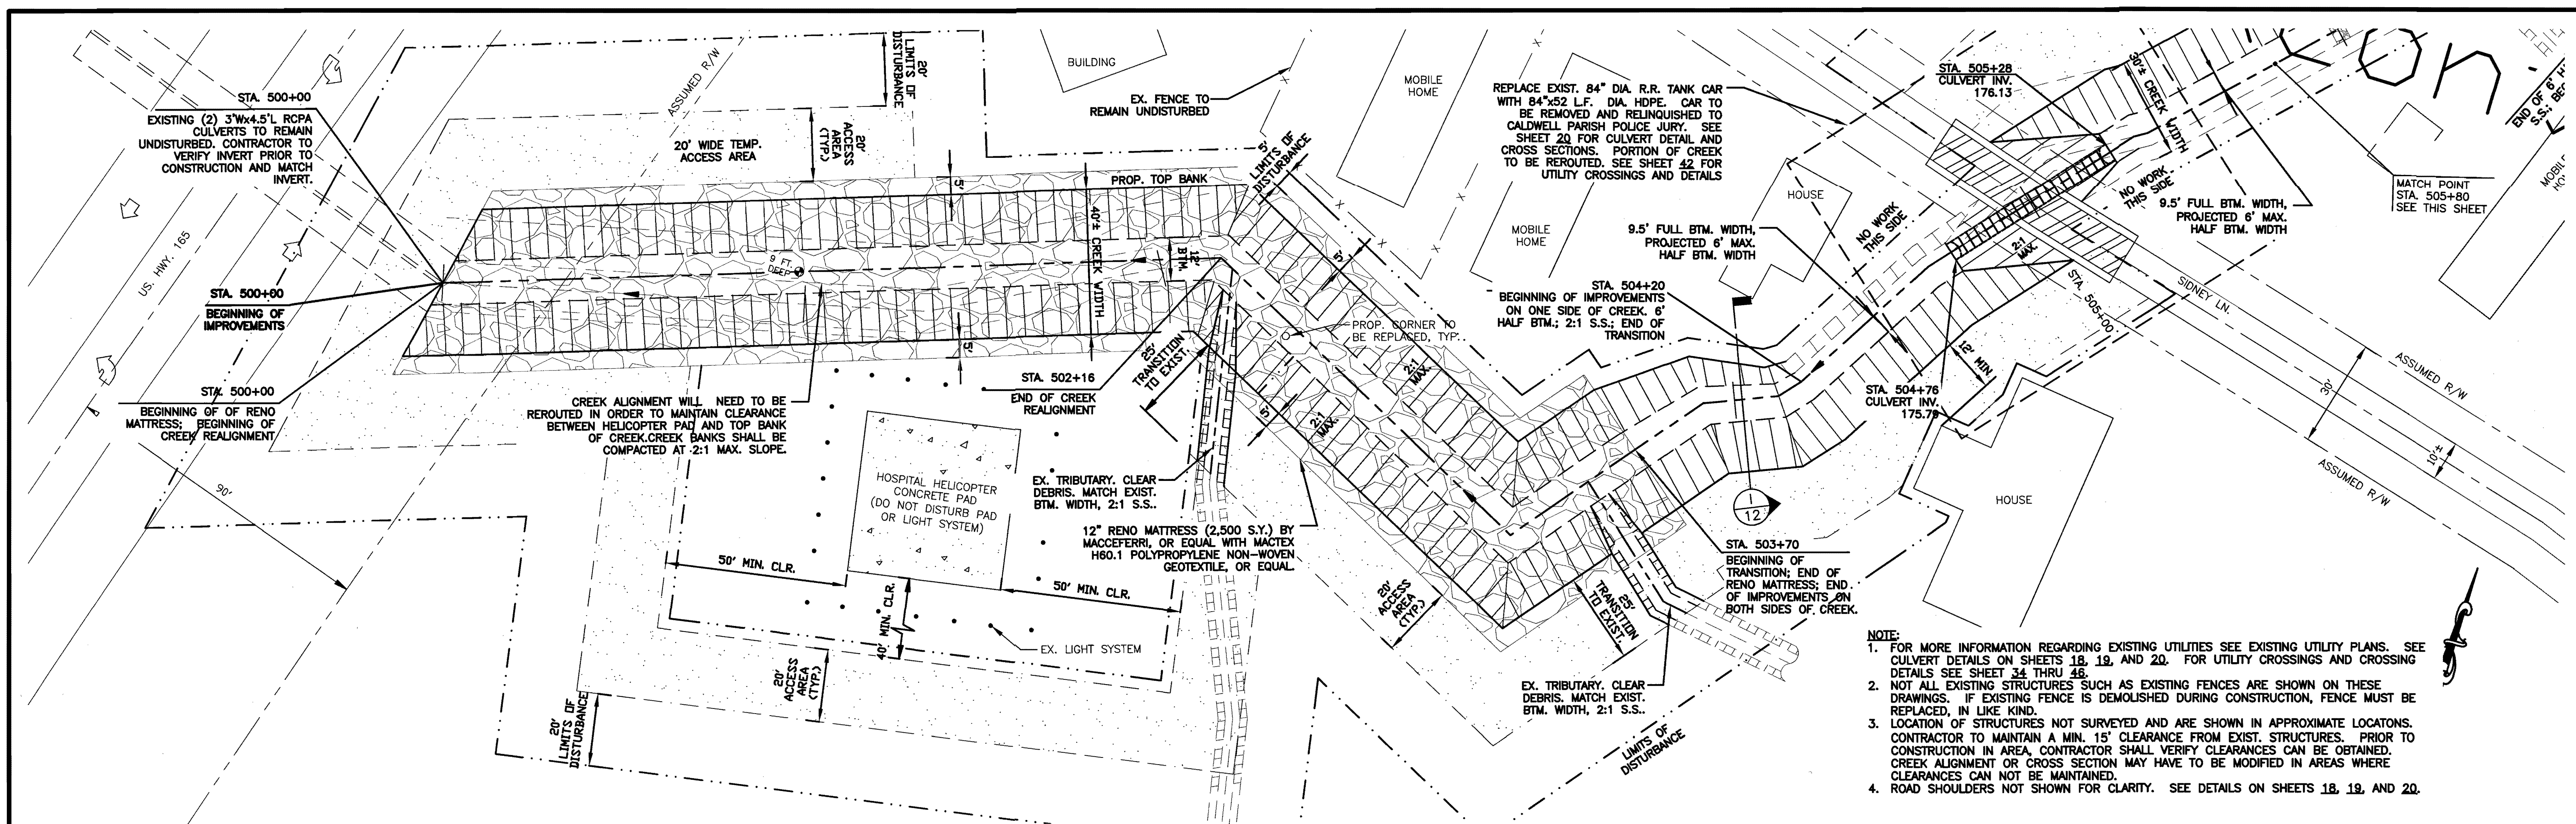 STA. 500+00
EXISTING (2) 3'Wx4.5'L RCPA
CULVERTS TO REMAIN
UNDISTURBED. CONTRACTOR TO
VERIFY INVERT PRIOR TO
CONSTRUCTION AND MATCH
INVERT.
US. HWY. 165
STA. 500+00
BEGINNING OF
IMPROVEMENTS
STA. 500+00
BEGINNING OF OF RENO
MATTRESS; BEGINNING OF
CREEK REALIGNMENT
90'
ASSUMED R/W
20'
LIMITS OF
DISTURBANCE
20' WIDE TEMP.
ACCESS AREA
20'
ACCESS
AREA
(TYP.)
BUILDING
EX. FENCE TO
REMAIN UNDISTURBED
5'
LIMITS OF
DISTURBANCE
PROP. TOP BANK
5'
40'± CREEK WIDTH
12'
BTM.
9 FT.
DEEP
5'
5'
CREEK ALIGNMENT WILL NEED TO BE
REROUTED IN ORDER TO MAINTAIN CLEARANCE
BETWEEN HELICOPTER PAD AND TOP BANK
OF CREEK.CREEK BANKS SHALL BE
COMPACTED AT 2:1 MAX. SLOPE.
STA. 502+16
END OF CREEK
REALIGNMENT
25'
TRANSITION
TO EXIST.
PROP. CORNER TO
BE REPLACED, TYP.
2:1
MAX.
2:1
MAX.
5'
HOSPITAL HELICOPTER
CONCRETE PAD
(DO NOT DISTURB PAD
OR LIGHT SYSTEM)
50' MIN. CLR.
50' MIN. CLR.
40' MIN. CLR.
EX. LIGHT SYSTEM
20'
ACCESS
AREA
(TYP.)
20'
LIMITS OF
DISTURBANCE
EX. TRIBUTARY. CLEAR
DEBRIS. MATCH EXIST.
BTM. WIDTH, 2:1 S.S..
12" RENO MATTRESS (2,500 S.Y.) BY
MACCEFERRI, OR EQUAL WITH MACTEX
H60.1 POLYPROPYLENE NON-WOVEN
GEOTEXTILE, OR EQUAL.
MOBILE
HOME
MOBILE
HOME
REPLACE EXIST. 84" DIA. R.R. TANK CAR
WITH 84"x52 L.F. DIA. HDPE. CAR TO
BE REMOVED AND RELINQUISHED TO
CALDWELL PARISH POLICE JURY. SEE
SHEET 20 FOR CULVERT DETAIL AND
CROSS SECTIONS. PORTION OF CREEK
TO BE REROUTED. SEE SHEET 42 FOR
UTILITY CROSSINGS AND DETAILS
HOUSE
9.5' FULL BTM. WIDTH,
PROJECTED 6' MAX.
HALF BTM. WIDTH
NO WORK
THIS SIDE
STA. 504+20
BEGINNING OF IMPROVEMENTS
ON ONE SIDE OF CREEK. 6'
HALF BTM.; 2:1 S.S.; END OF
TRANSITION
STA. 505+28
CULVERT INV.
176.13
30'± CREEK WIDTH
NO WORK
THIS SIDE
9.5' FULL BTM. WIDTH,
PROJECTED 6' MAX.
HALF BTM. WIDTH
MATCH POINT
STA. 505+80
SEE THIS SHEET
END OF 6'
S.S.;
2:1
MAX.
STA. 505+00
SIDNEY LN.
STA. 504+76
CULVERT INV.
175.79
12' MIN.
30'
10'±
ASSUMED R/W
ASSUMED R/W
HOUSE
1
12
STA. 503+70
BEGINNING OF
TRANSITION; END OF
RENO MATTRESS; END
OF IMPROVEMENTS ON
BOTH SIDES OF CREEK.
20'
ACCESS
AREA
(TYP.)
25'
TRANSITION
TO EXIST.
EX. TRIBUTARY. CLEAR
DEBRIS. MATCH EXIST.
BTM. WIDTH, 2:1 S.S..
LIMITS OF
DISTURBANCE
NOTE:
1. FOR MORE INFORMATION REGARDING EXISTING UTILITIES SEE EXISTING UTILITY PLANS. SEE
CULVERT DETAILS ON SHEETS 18, 19, AND 20. FOR UTILITY CROSSINGS AND CROSSING
DETAILS SEE SHEET 34 THRU 46.
2. NOT ALL EXISTING STRUCTURES SUCH AS EXISTING FENCES ARE SHOWN ON THESE
DRAWINGS. IF EXISTING FENCE IS DEMOLISHED DURING CONSTRUCTION, FENCE MUST BE
REPLACED, IN LIKE KIND.
3. LOCATION OF STRUCTURES NOT SURVEYED AND ARE SHOWN IN APPROXIMATE LOCATONS.
CONTRACTOR TO MAINTAIN A MIN. 15' CLEARANCE FROM EXIST. STRUCTURES. PRIOR TO
CONSTRUCTION IN AREA, CONTRACTOR SHALL VERIFY CLEARANCES CAN BE OBTAINED.
CREEK ALIGNMENT OR CROSS SECTION MAY HAVE TO BE MODIFIED IN AREAS WHERE
CLEARANCES CAN NOT BE MAINTAINED.
4. ROAD SHOULDERS NOT SHOWN FOR CLARITY. SEE DETAILS ON SHEETS 18, 19, AND 20.